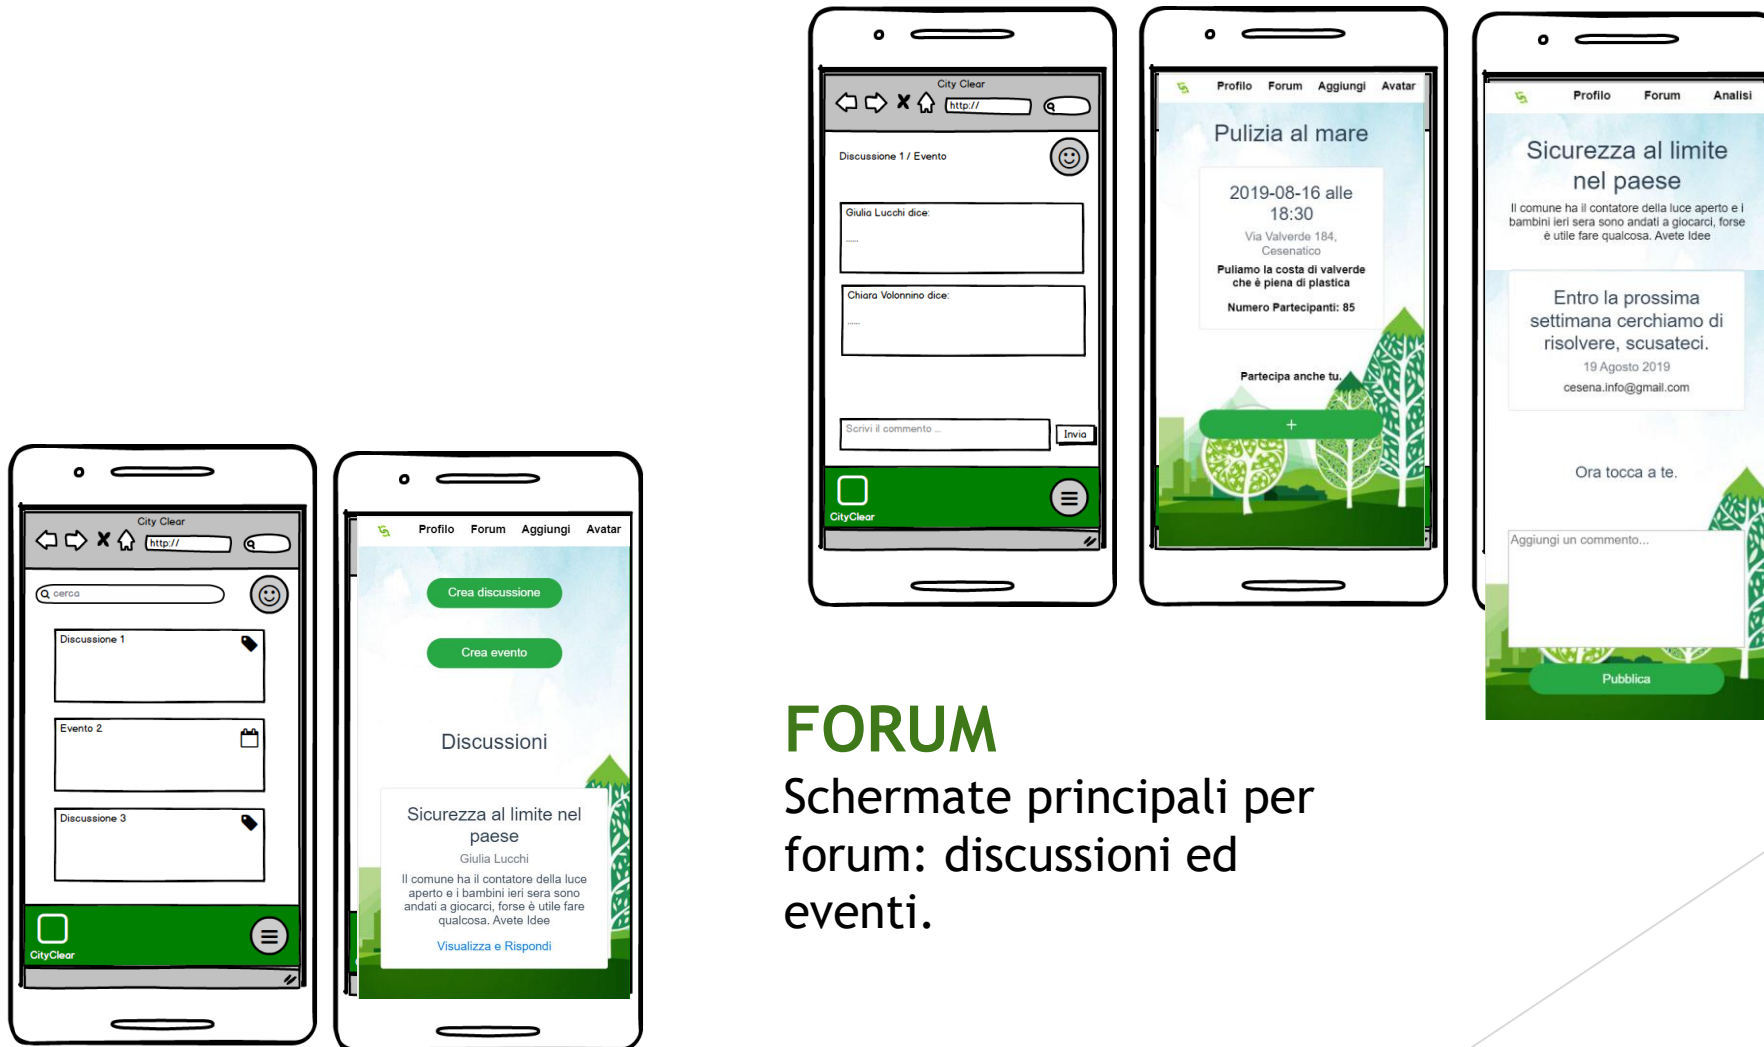 City Clear
http://
Discussione 1 / Evento
Giulia Lucchi dice:
......
Chiara Volonnino dice:
......
Scrivi il commento ...
Invia
CityClear
Profilo Forum Aggiungi Avatar
Pulizia al mare
2019-08-16 alle
18:30
Via Valverde 184,
Cesenatico
Puliamo la costa di valverde
che è piena di plastica
Numero Partecipanti: 85
Partecipa anche tu.
+
Profilo Forum Analisi
Sicurezza al limite
nel paese
Il comune ha il contatore della luce aperto e i
bambini ieri sera sono andati a giocarci, forse
è utile fare qualcosa. Avete Idee
Entro la prossima
settimana cerchiamo di
risolvere, scusateci.
19 Agosto 2019
cesena.info@gmail.com
Ora tocca a te.
Aggiungi un commento...
Pubblica
City Clear
http://
cerca
Discussione 1
Evento 2
Discussione 3
CityClear
Profilo Forum Aggiungi Avatar
Crea discussione
Crea evento
Discussioni
Sicurezza al limite nel
paese
Giulia Lucchi
Il comune ha il contatore della luce
aperto e i bambini ieri sera sono
andati a giocarci, forse è utile fare
qualcosa. Avete Idee
Visualizza e Rispondi
FORUM
Schermate principali per
forum: discussioni ed
eventi.